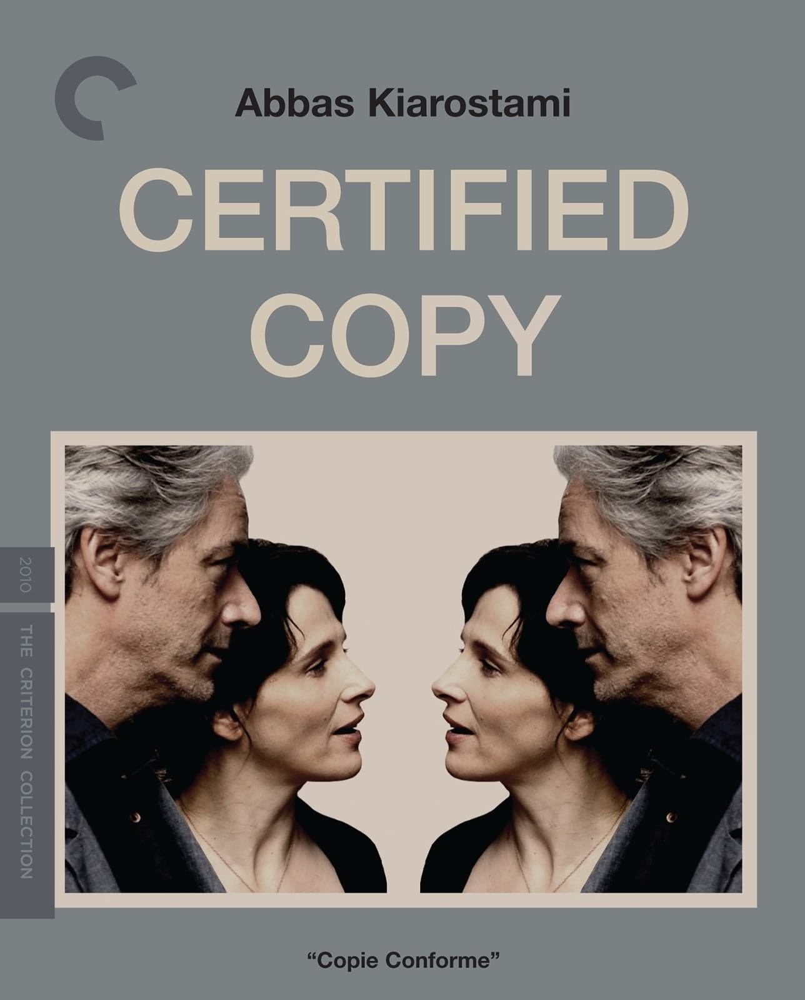 Abbas Kiarostami
CERTIFIED
COPY
2010
THE CRITERION COLLECTION
“Copie Conforme”